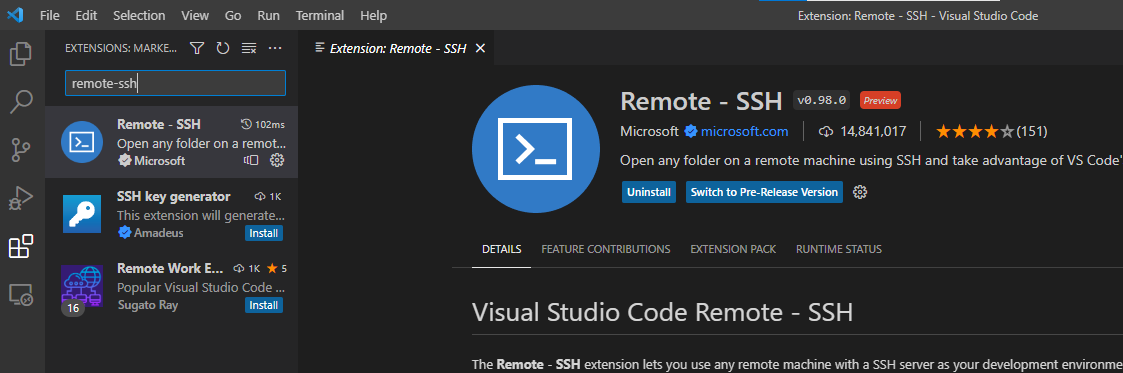 File Edit Selection View Go Run Terminal Help
Extension: Remote - SSH - Visual Studio Code
EXTENSIONS: MARKE...
Extension: Remote - SSH
remote-ssh
Remote - SSH 102ms
Open any folder on a remot...
Microsoft
SSH key generator 1K
This extension will generate...
Amadeus Install
Remote Work E... 1K 5
Popular Visual Studio Code ...
16 Sugato Ray Install
Remote - SSH v0.98.0 Preview
Microsoft microsoft.com 14,841,017 (151)
Open any folder on a remote machine using SSH and take advantage of VS Code'
Uninstall Switch to Pre-Release Version
DETAILS FEATURE CONTRIBUTIONS EXTENSION PACK RUNTIME STATUS
Visual Studio Code Remote - SSH
The Remote - SSH extension lets you use any remote machine with a SSH server as your development environme